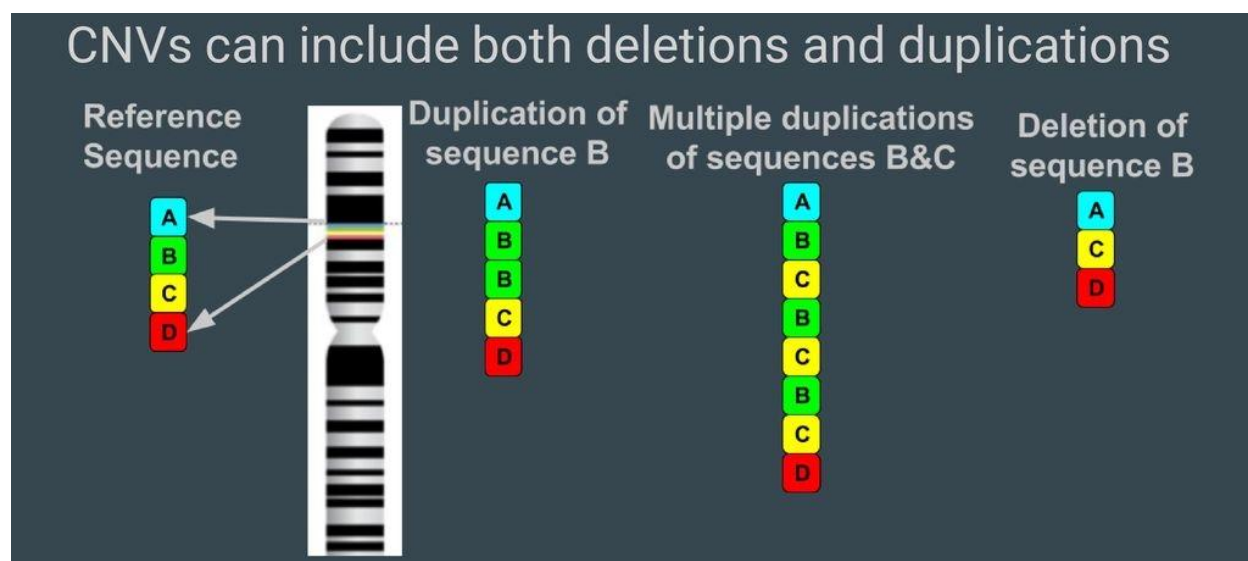 CNVs can include both deletions and duplications
Reference
Sequence
A
B
C
D
Duplication of
sequence B
A
B
B
C
D
Multiple duplications
of sequences B&C
A
B
C
B
C
B
C
D
Deletion of
sequence B
A
C
D